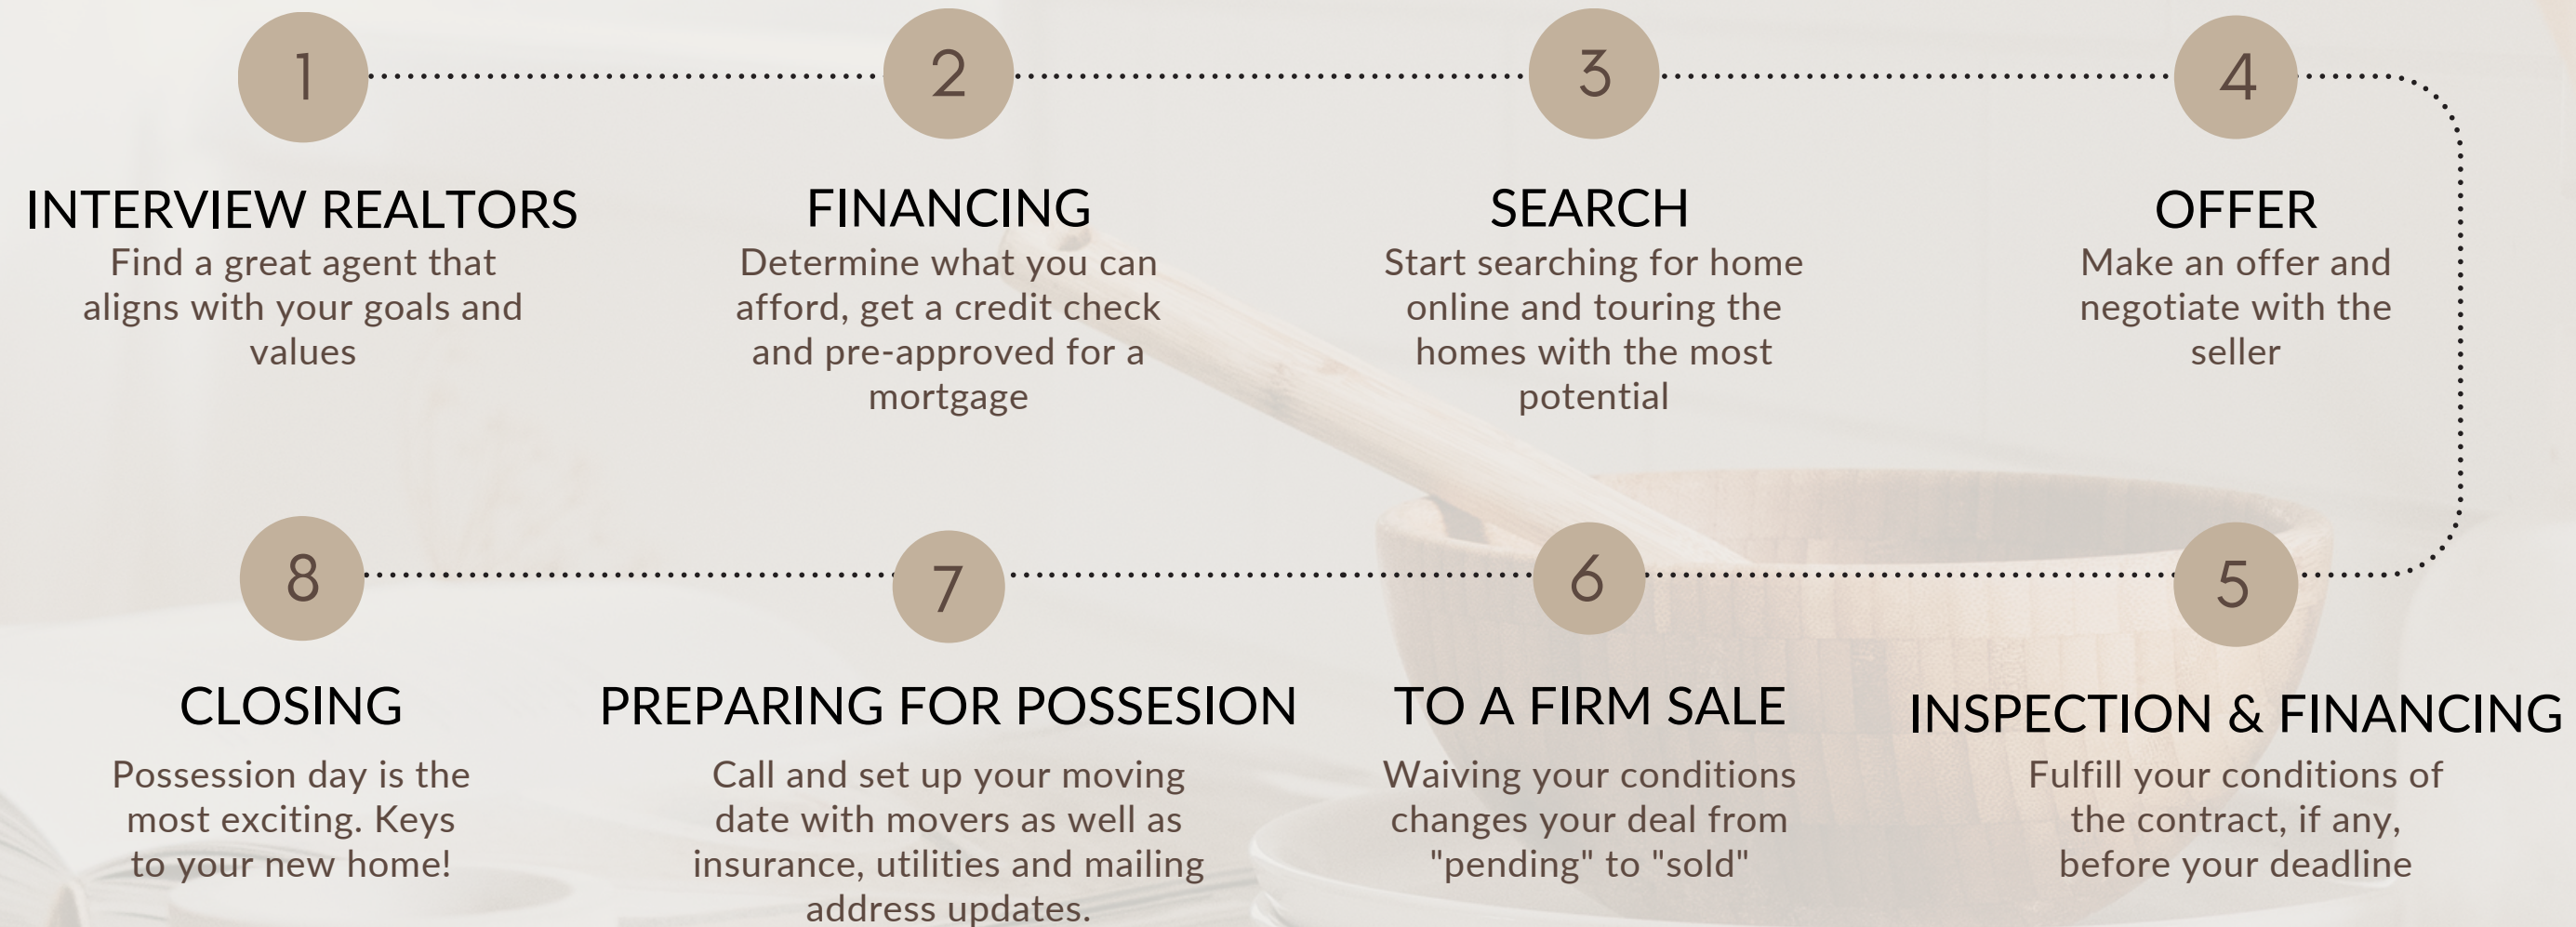 1
INTERVIEW REALTORS
Find a great agent that
aligns with your goals and
values
2
FINANCING
Determine what you can
afford, get a credit check
and pre-approved for a
mortgage
3
SEARCH
Start searching for home
online and touring the
homes with the most
potential
4
OFFER
Make an offer and
negotiate with the
seller
5
INSPECTION & FINANCING
Fulfill your conditions of
the contract, if any,
before your deadline
6
TO A FIRM SALE
Waiving your conditions
changes your deal from
"pending" to "sold"
7
PREPARING FOR POSSESION
Call and set up your moving
date with movers as well as
insurance, utilities and mailing
address updates.
8
CLOSING
Possession day is the
most exciting. Keys
to your new home!